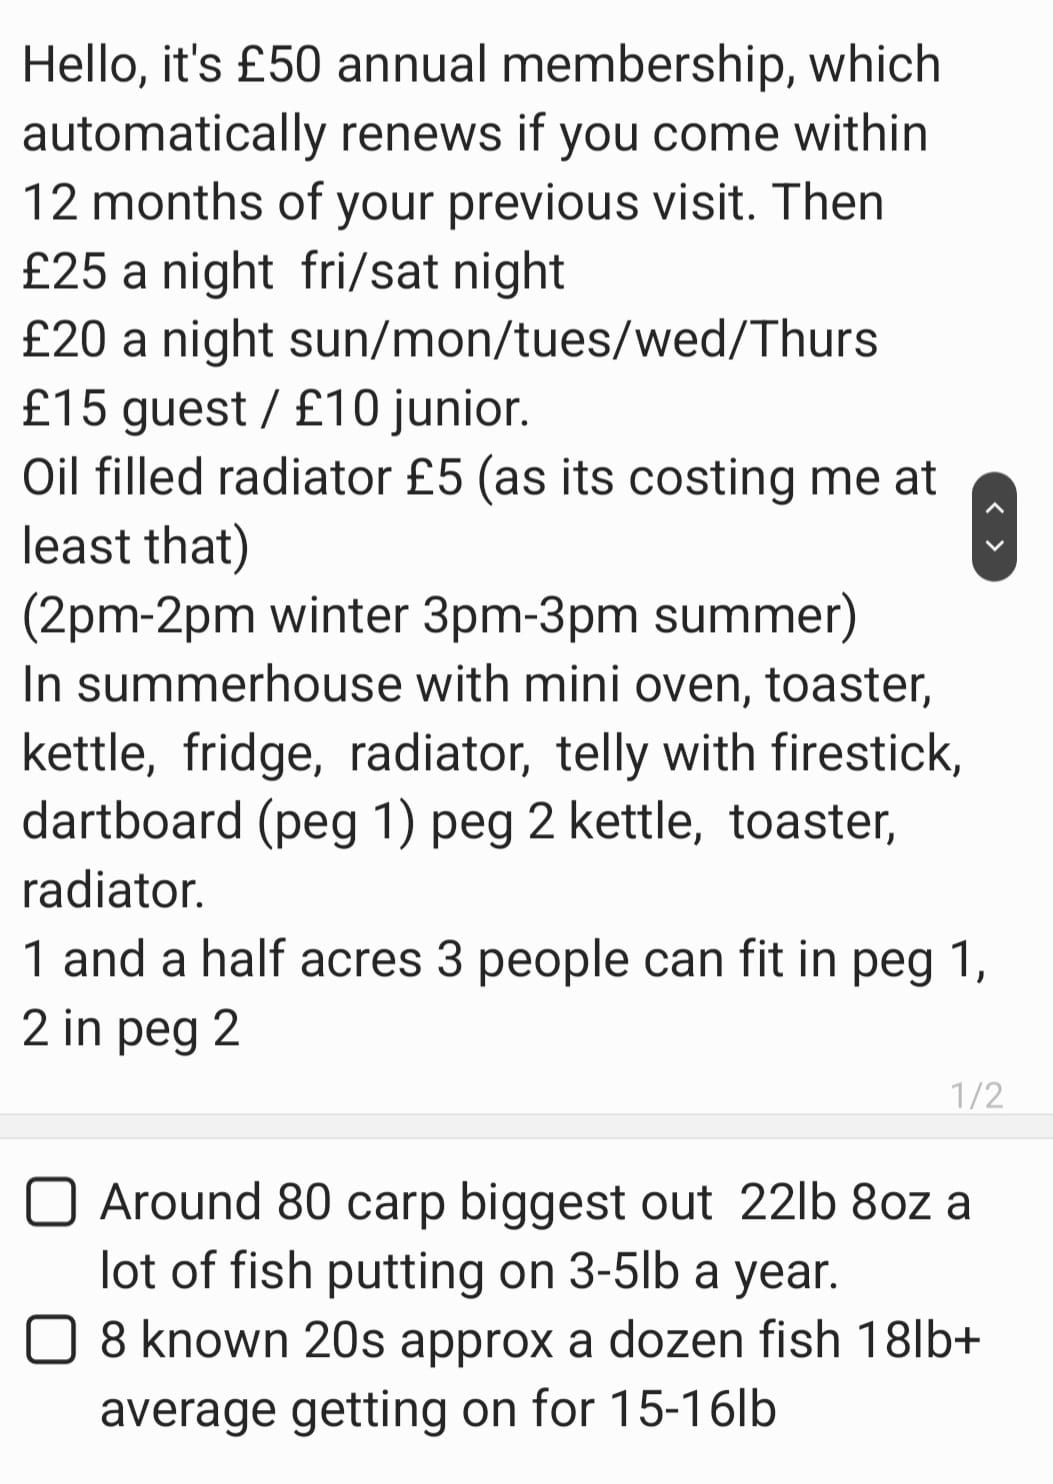 Hello, it's £50 annual membership, which
automatically renews if you come within
12 months of your previous visit. Then
£25 a night  fri/sat night
£20 a night sun/mon/tues/wed/Thurs
£15 guest / £10 junior.
Oil filled radiator £5 (as its costing me at
least that)
(2pm-2pm winter 3pm-3pm summer)
In summerhouse with mini oven, toaster,
kettle,  fridge,  radiator,  telly with firestick,
dartboard (peg 1) peg 2 kettle,  toaster,
radiator.
1 and a half acres 3 people can fit in peg 1,
2 in peg 2
1/2
Around 80 carp biggest out  22lb 8oz a
lot of fish putting on 3-5lb a year.
8 known 20s approx a dozen fish 18lb+
average getting on for 15-16lb